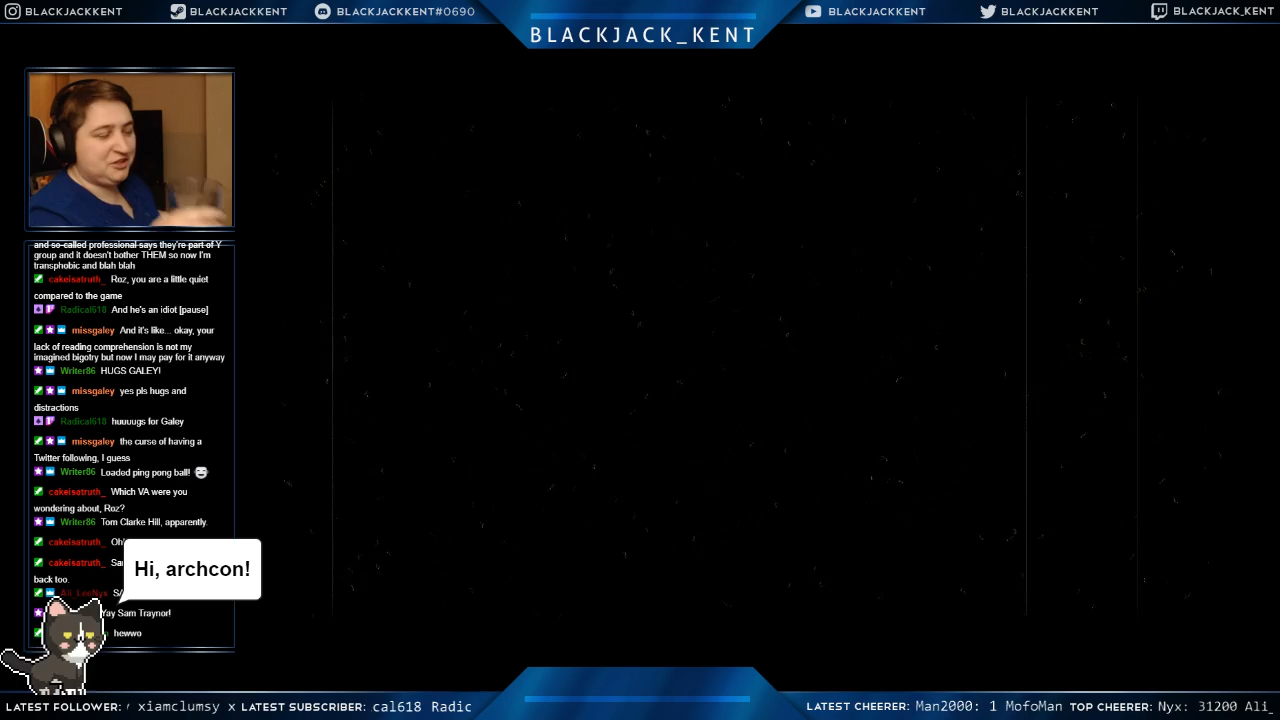 BLACKJACKKENT
BLACKJACKKENT
BLACKJACKKENT#0690
BLACKJACK_KENT
BLACKJACKKENT
BLACKJACKKENT
BLACKJACK_KENT
and so-called professional says they're part of Y
group and it doesn't bother THEM so now I'm
transphobic and blah blah
cakeisatruth_ Roz, you are a little quiet
compared to the game
Radical618 And he's an idiot [pause]
missgaley And it's like... okay, your
lack of reading comprehension is not my
imagined bigotry but now I may pay for it anyway
Writer86 HUGS GALEY!
missgaley yes pls hugs and
distractions
Radical618 huuuugs for Galey
missgaley the curse of having a
Twitter following, I guess
Writer86 Loaded ping pong ball!
cakeisatruth_ Which VA were you
wondering about, Roz?
Writer86 Tom Clarke Hill, apparently.
cakeisatruth_
cakeisatruth_
back too.
Yay Sam Traynor!
hewwo
Hi, archcon!
LATEST FOLLOWER: xiamclumsy x
LATEST SUBSCRIBER: cal618 Radic
LATEST CHEERER: Man2000: 1 MofoMan
TOP CHEERER: Nyx: 31200 Ali_